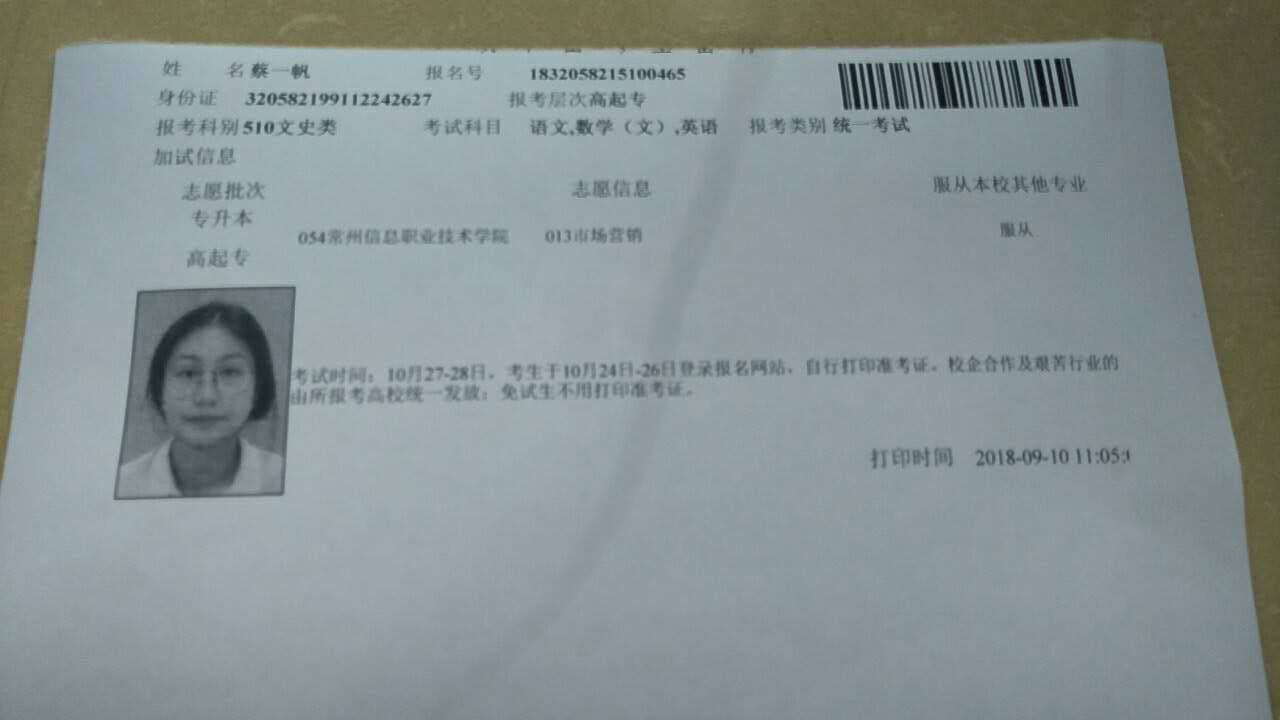 姓 名 蔡一帆 报名号 1832058215100465
身份证 320582199112242627 报考层次 高起专
报考科别 510文史类 考试科目 语文,数学（文）,英语 报考类别 统一考试
加试信息
志愿批次 志愿信息 服从本校其他专业
专升本
054常州信息职业技术学院 013市场营销 服从
高起专
考试时间：10月27-28日，考生于10月24日-26日登录报名网站，自行打印准考证。校企合作及艰苦行业的
由所报考高校统一发放；免试生不用打印准考证。
打印时间 2018-09-10 11:05: